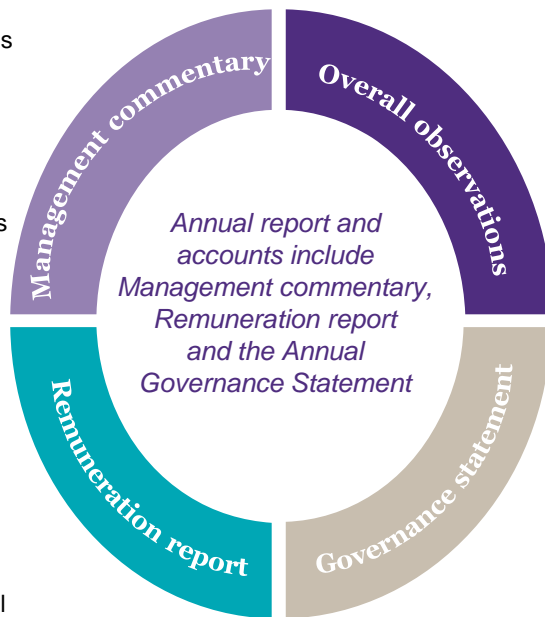 s
Management commentary
Overall observations
s
Annual report and
accounts include
Management commentary,
Remuneration report
and the Annual
Governance Statement
Remuneration report
Governance statement
l